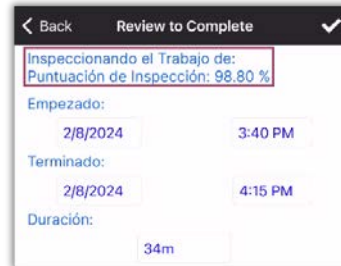 Back Review to Complete
Inspeccionando el Trabajo de:
Puntuación de Inspección: 98.80 %
Empezado:
2/8/2024 3:40 PM
Terminado:
2/8/2024 4:15 PM
Duración:
34m